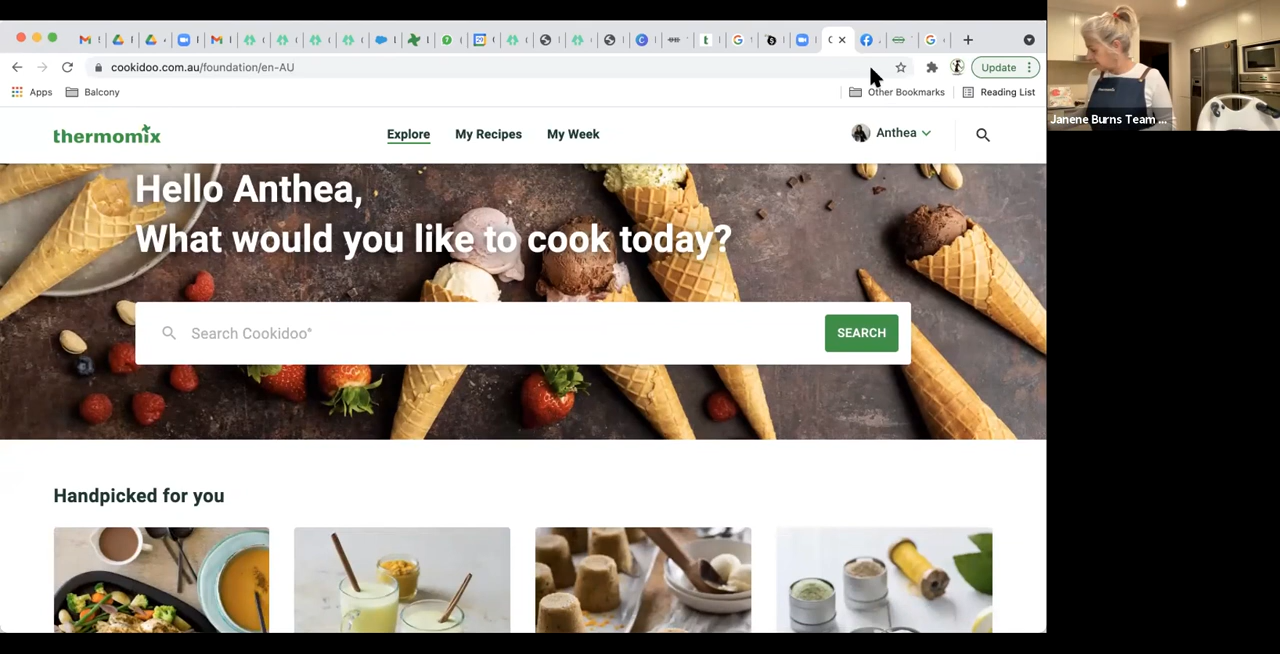 cookidoo.com.au/foundation/en-AU
Update
Apps
Balcony
Other Bookmarks
Reading List
thermomix
Explore
My Recipes
My Week
Anthea
Hello Anthea,
What would you like to cook today?
Search Cookidoo®
SEARCH
Handpicked for you
Janene Burns Team ...